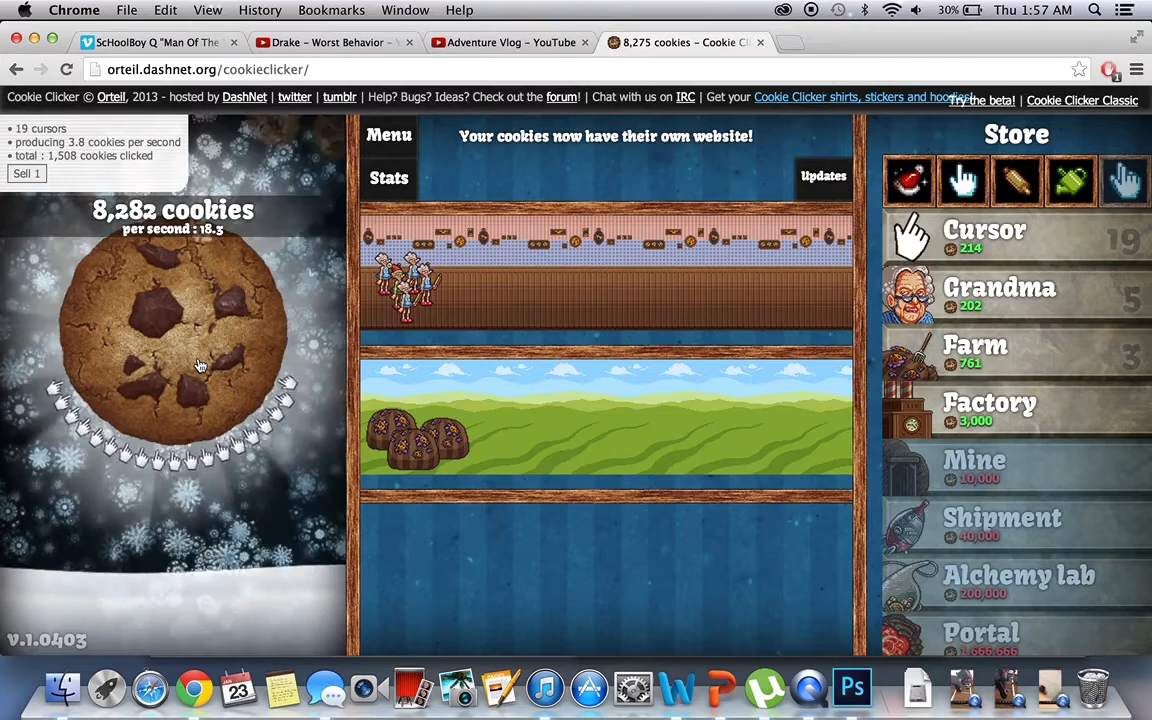 Chrome File Edit View History Bookmarks Window Help 30% Thu 1:57 AM
ScHoolBoy Q "Man Of The Drake – Worst Behavior – Y Adventure Vlog – YouTube 8,275 cookies – Cookie Cl
orteil.dashnet.org/cookieclicker/
Cookie Clicker © Orteil, 2013 - hosted by DashNet | twitter | tumblr | Help? Bugs? Ideas? Check out the forum! | Chat with us on IRC | Get your Cookie Clicker shirts, stickers and hoodies!
Try the beta! | Cookie Clicker Classic
• 19 cursors
• producing 3.8 cookies per second
• total : 1,508 cookies clicked
Sell 1
8,282 cookies
per second : 18.3
v.1.0403
Menu
Stats
Your cookies now have their own website!
Updates
Store
Cursor
214
19
Grandma
202
5
Farm
761
3
Factory
3,000
Mine
10,000
Shipment
40,000
Alchemy lab
200,000
Portal
1,666,666
23
Ps